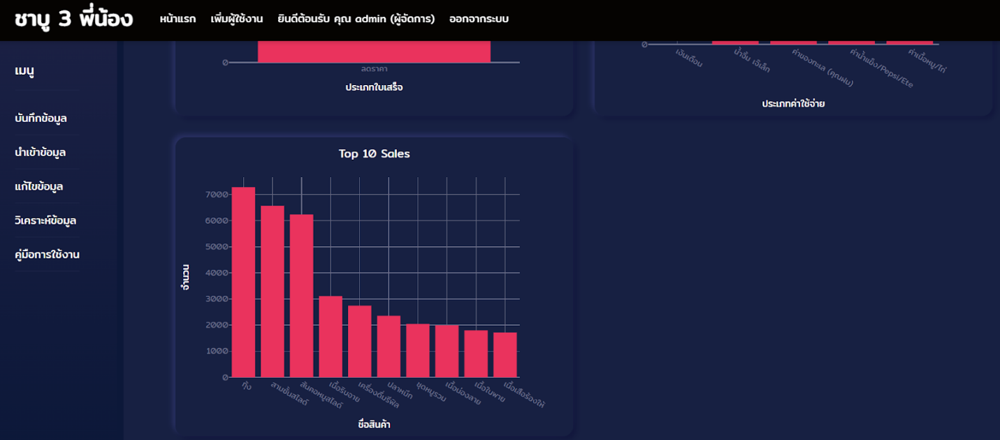 ชาบู 3 พี่น้อง
หน้าแรก เพิ่มผู้ใช้งาน ยินดีต้อนรับ คุณ admin (ผู้จัดการ) ออกจากระบบ
เมนู
บันทึกข้อมูล
นำเข้าข้อมูล
แก้ไขข้อมูล
วิเคราะห์ข้อมูล
คู่มือการใช้งาน
0
ลดราคา
ประเภทใบเสร็จ
0
เงินเดือน
น้ำจิ้ม เจ๊เล็ก
ค่าของทะเล (คุณฝน)
ค่าน้ำแข็ง/Pepsi/Ete
ค่าเนื้อหมู/ไก่
ประเภทค่าใช้จ่าย
Top 10 Sales
จำนวน
7000
6000
5000
4000
3000
2000
1000
0
กุ้ง
สามชั้นสไลด์
สันคอหมูสไลด์
เนื้อริบอาย
เครื่องดื่มรีฟิล
ปลาหมึก
ชุดหมูรวม
เนื้อน่องลาย
เนื้อใบพาย
เนื้อเสือร้องไห้
ชื่อสินค้า